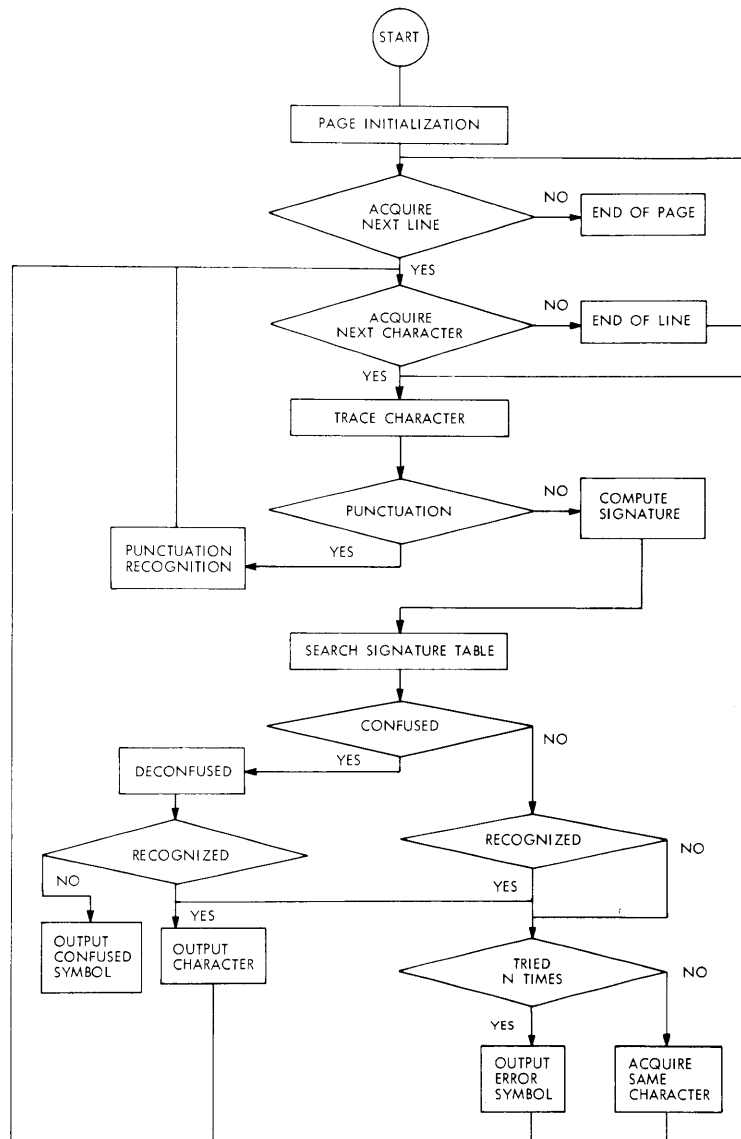 START
PAGE INITIALIZATION
ACQUIRE
NEXT LINE
NO
END OF PAGE
YES
ACQUIRE
NEXT CHARACTER
NO
END OF LINE
YES
TRACE CHARACTER
PUNCTUATION
NO
COMPUTE
SIGNATURE
YES
PUNCTUATION
RECOGNITION
SEARCH SIGNATURE TABLE
CONFUSED
NO
YES
DECONFUSED
RECOGNIZED
NO
YES
OUTPUT
CONFUSED
SYMBOL
OUTPUT
CHARACTER
RECOGNIZED
NO
YES
TRIED
N TIMES
NO
YES
OUTPUT
ERROR
SYMBOL
ACQUIRE
SAME
CHARACTER